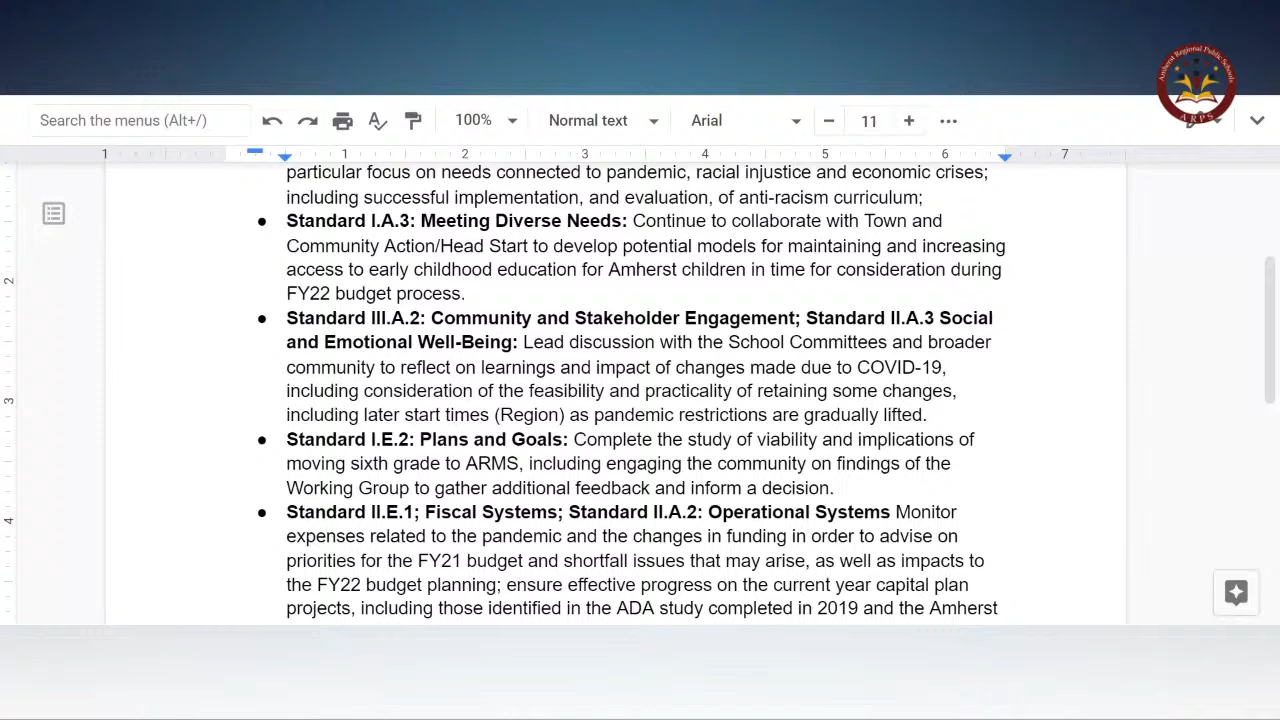 Amherst Regional Public Schools
ARPS
Search the menus (Alt+/)
100%
Normal text
Arial
11
1 1 2 3 4 5 6 7
particular focus on needs connected to pandemic, racial injustice and economic crises;
including successful implementation, and evaluation, of anti-racism curriculum;
● Standard I.A.3: Meeting Diverse Needs: Continue to collaborate with Town and
Community Action/Head Start to develop potential models for maintaining and increasing
access to early childhood education for Amherst children in time for consideration during
FY22 budget process.
● Standard III.A.2: Community and Stakeholder Engagement; Standard II.A.3 Social
and Emotional Well-Being: Lead discussion with the School Committees and broader
community to reflect on learnings and impact of changes made due to COVID-19,
including consideration of the feasibility and practicality of retaining some changes,
including later start times (Region) as pandemic restrictions are gradually lifted.
● Standard I.E.2: Plans and Goals: Complete the study of viability and implications of
moving sixth grade to ARMS, including engaging the community on findings of the
Working Group to gather additional feedback and inform a decision.
● Standard II.E.1; Fiscal Systems; Standard II.A.2: Operational Systems Monitor
expenses related to the pandemic and the changes in funding in order to advise on
priorities for the FY21 budget and shortfall issues that may arise, as well as impacts to
the FY22 budget planning; ensure effective progress on the current year capital plan
projects, including those identified in the ADA study completed in 2019 and the Amherst
2
3
4